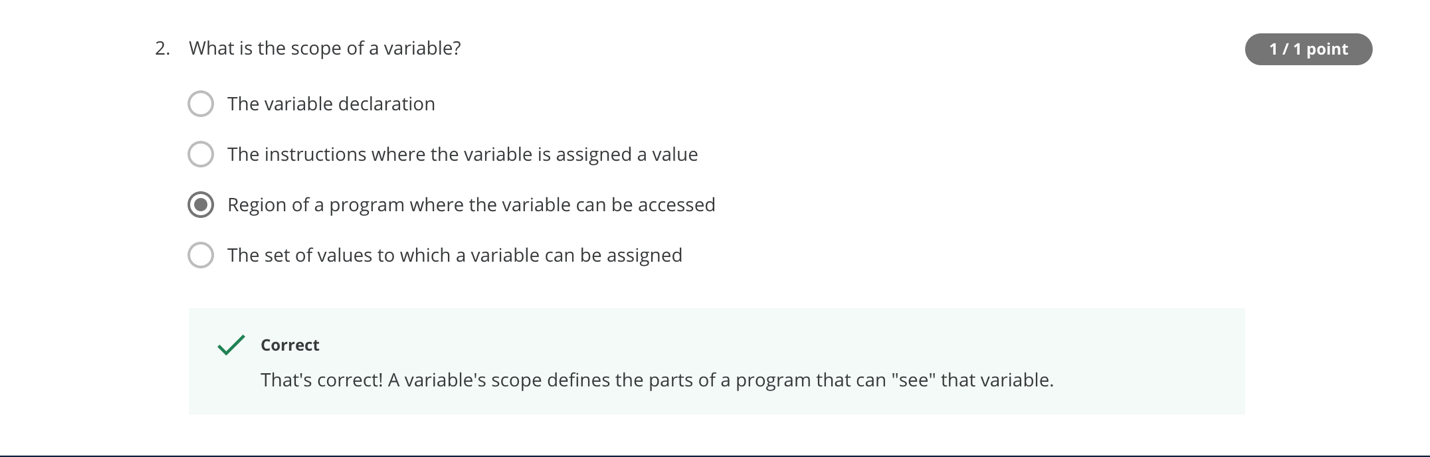 2. What is the scope of a variable?
1 / 1 point
The variable declaration
The instructions where the variable is assigned a value
Region of a program where the variable can be accessed
The set of values to which a variable can be assigned
Correct
That's correct! A variable's scope defines the parts of a program that can "see" that variable.